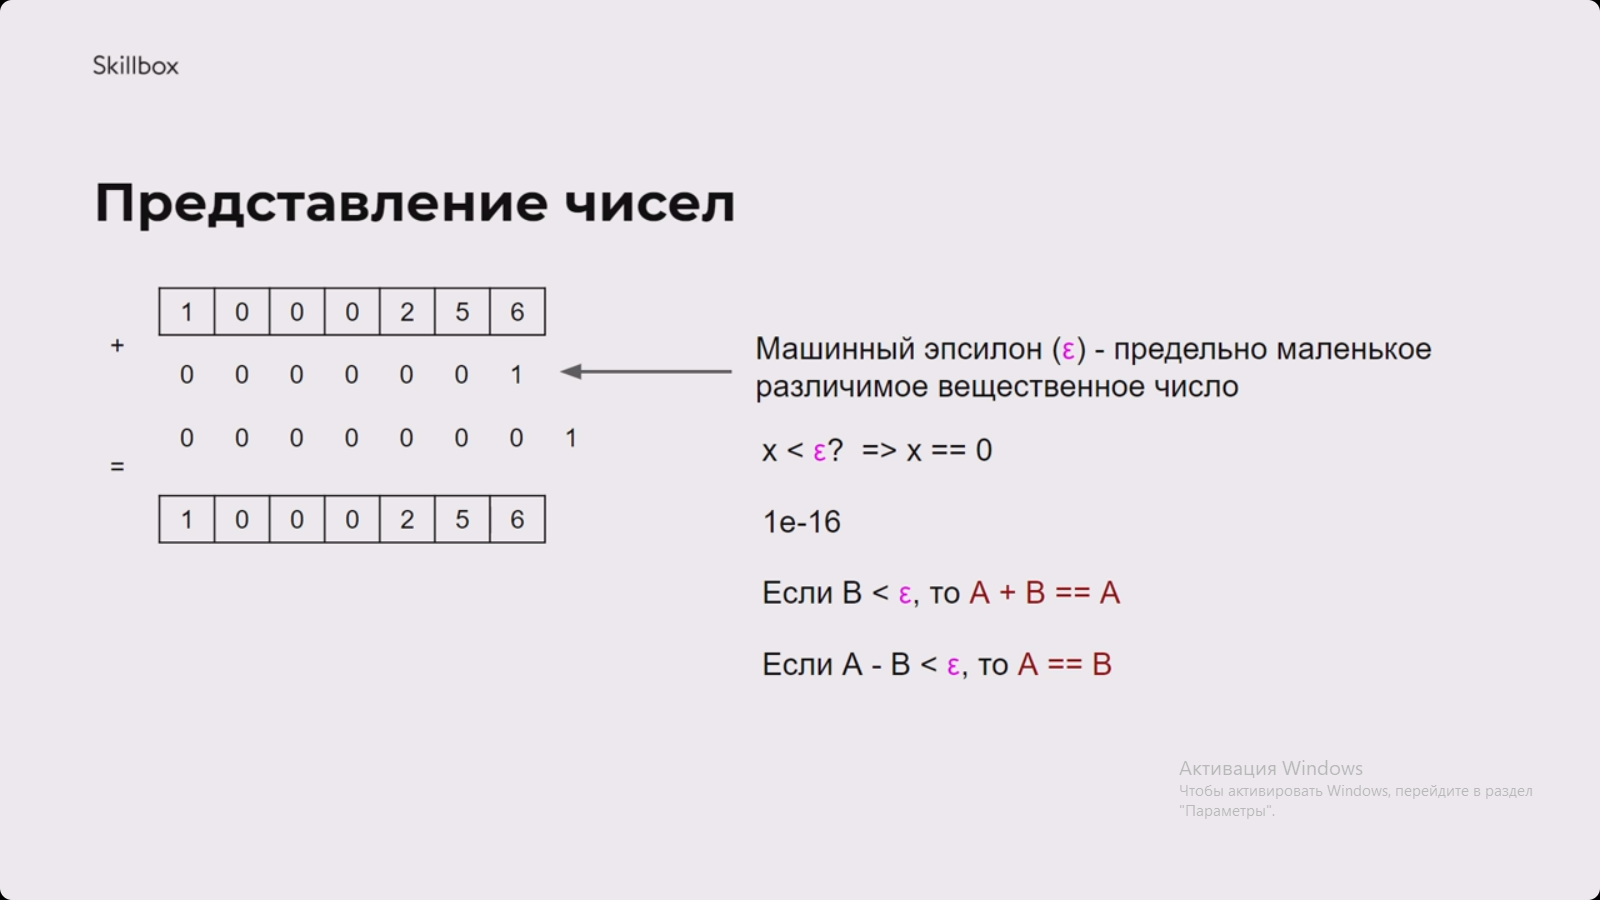 Skillbox
Представление чисел
1 0 0 0 2 5 6
+
0 0 0 0 0 0 1
0 0 0 0 0 0 0 1
=
1 0 0 0 2 5 6
Машинный эпсилон (ε) - предельно маленькое
различимое вещественное число
x < ε? => x == 0
1e-16
Если B < ε, то A + B == A
Если A - B < ε, то A == B
Активация Windows
Чтобы активировать Windows, перейдите в раздел
"Параметры".